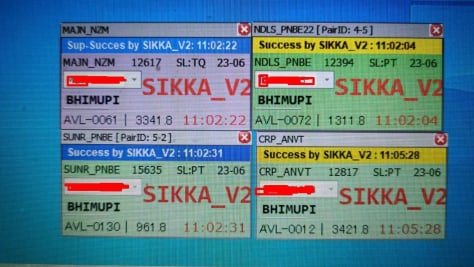 MAJN_NZM
Sup-Succes by SIKKA_V2: 11:02:22
MAJN_NZM 12617 SL:TQ 23-06
SIKKA_V2
BHIMUPI
AVL-0061 | 3341.8 11:02:22
NDLS_PNBE22 [ PairID: 4-5 ]
Success by SIKKA_V2 : 11:02:04
NDLS_PNBE 12394 SL:PT 23-06
SIKKA_V2
BHIMUPI
AVL-0072 | 1311.8 11:02:04
SUNR_PNBE [ PairID: 5-2 ]
Success by SIKKA_V2 : 11:02:31
SUNR_PNBE 15635 SL:PT 23-06
SIKKA_V2
BHIMUPI
AVL-0130 | 961.8 11:02:31
CRP_ANVT
Success by SIKKA_V2 : 11:05:28
CRP_ANVT 12817 SL:PT 23-06
SIKKA_V2
BHIMUPI
AVL-0012 | 3421.8 11:05:28